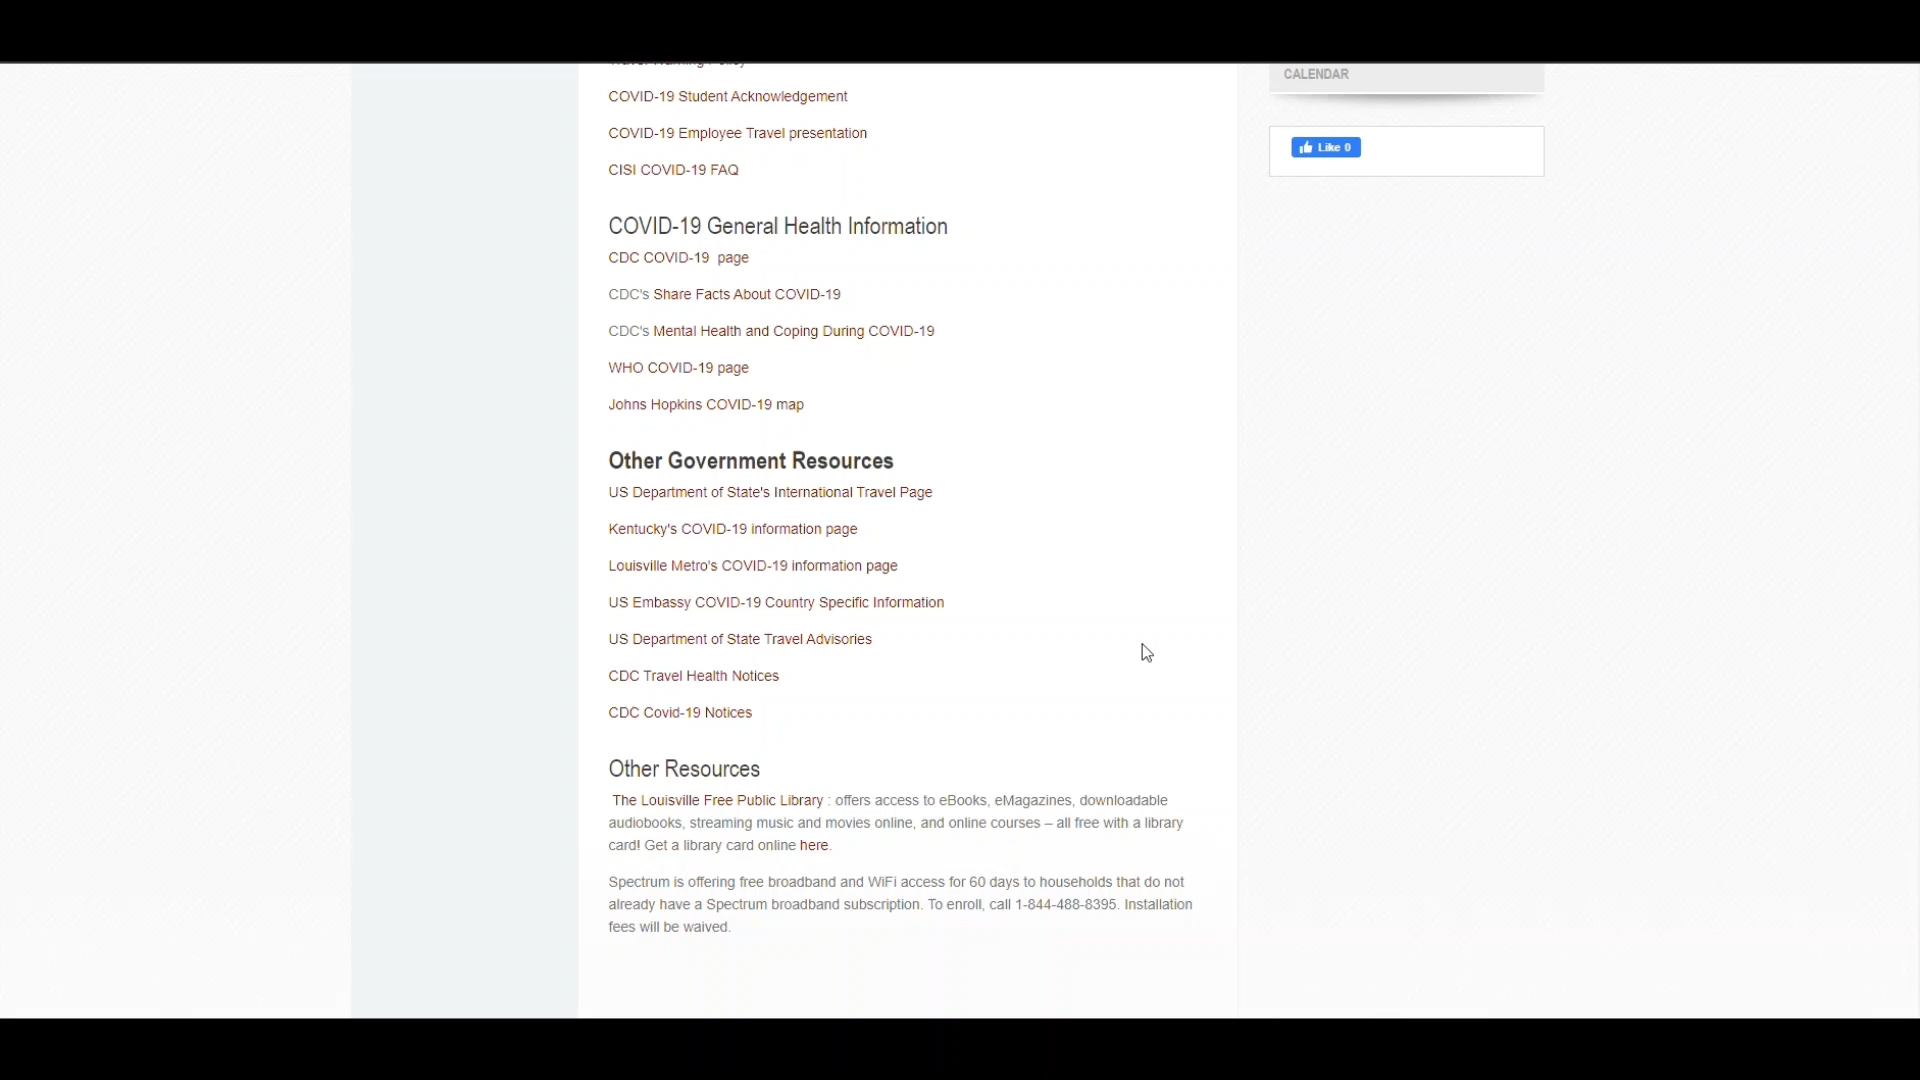 COVID-19 Student Acknowledgement
COVID-19 Employee Travel presentation
CISI COVID-19 FAQ
COVID-19 General Health Information
CDC COVID-19  page
CDC's Share Facts About COVID-19
CDC's Mental Health and Coping During COVID-19
WHO COVID-19 page
Johns Hopkins COVID-19 map
Other Government Resources
US Department of State's International Travel Page
Kentucky's COVID-19 information page
Louisville Metro's COVID-19 information page
US Embassy COVID-19 Country Specific Information
US Department of State Travel Advisories
CDC Travel Health Notices
CDC Covid-19 Notices
Other Resources
The Louisville Free Public Library : offers access to eBooks, eMagazines, downloadable
audiobooks, streaming music and movies online, and online courses – all free with a library
card! Get a library card online here.
Spectrum is offering free broadband and WiFi access for 60 days to households that do not
already have a Spectrum broadband subscription. To enroll, call 1-844-488-8395. Installation
fees will be waived.
CALENDAR
Like 0